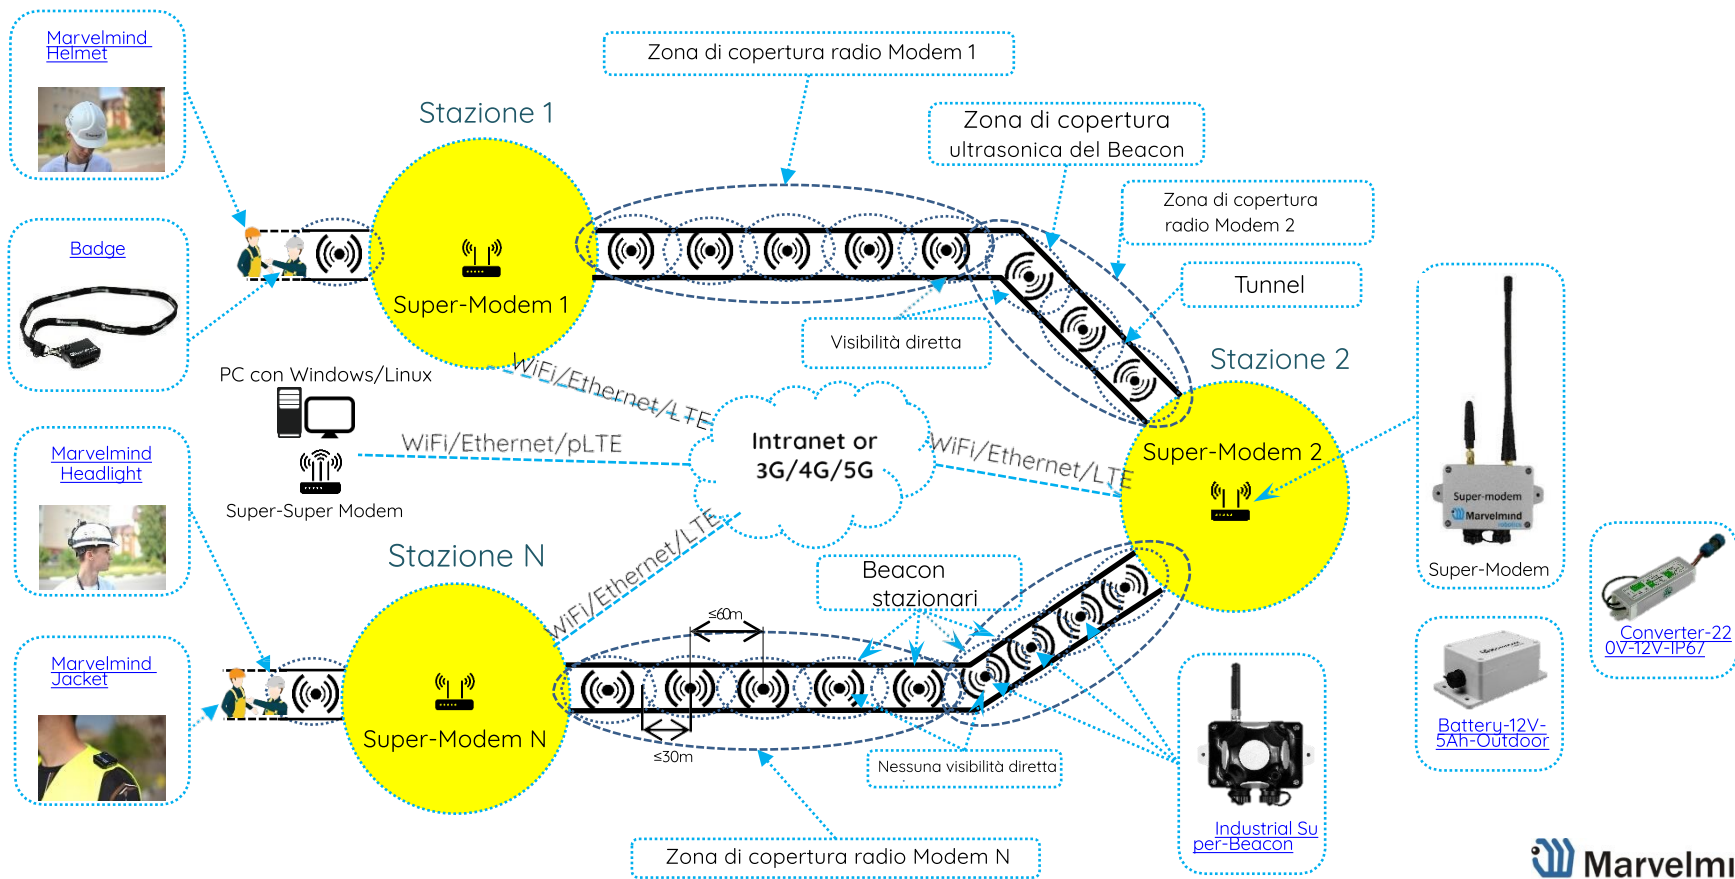 Marvelmind
Helmet
Zona di copertura radio Modem 1
Stazione 1
Zona di copertura
ultrasonica del Beacon
Zona di copertura
radio Modem 2
Badge
Super-Modem 1
Tunnel
Visibilità diretta
Stazione 2
PC con Windows/Linux
WiFi/Ethernet/LTE
WiFi/Ethernet/pLTE
Intranet or
3G/4G/5G
WiFi/Ethernet/LTE
Super-Modem 2
Marvelmind
Headlight
Super-Super Modem
Super-modem
Marvelmind
robotics
Super-Modem
Stazione N
WiFi/Ethernet/LTE
Beacon
stazionari
≤60m
Converter-22
0V-12V-IP67
Marvelmind
Jacket
Super-Modem N
≤30m
Nessuna visibilità diretta
Battery-12V-
5Ah-Outdoor
Industrial Su
per-Beacon
Zona di copertura radio Modem N
Marvelmi